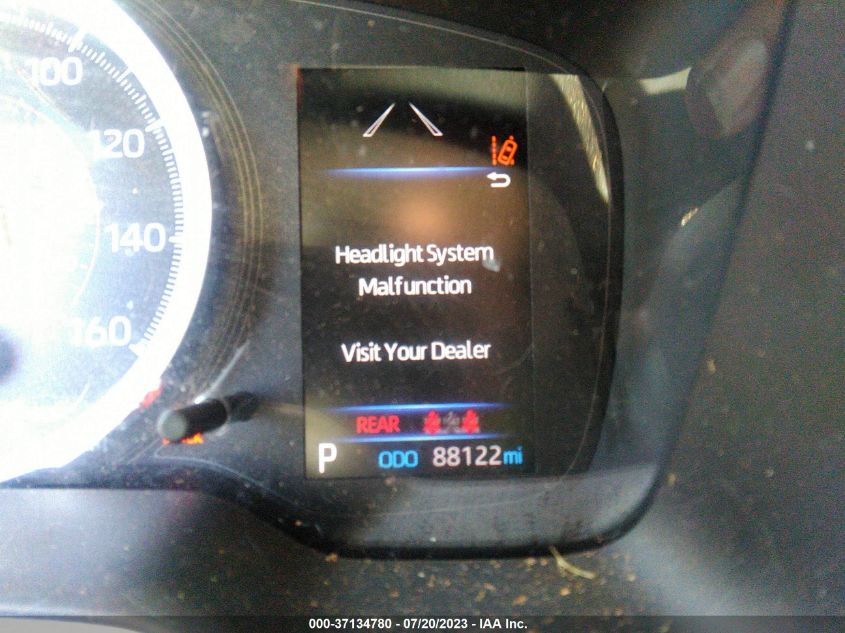 100
120
140
160
Headlight System
Malfunction
Visit Your Dealer
REAR
P ODO 88122 mi
000-37134780 - 07/20/2023 - IAA Inc.